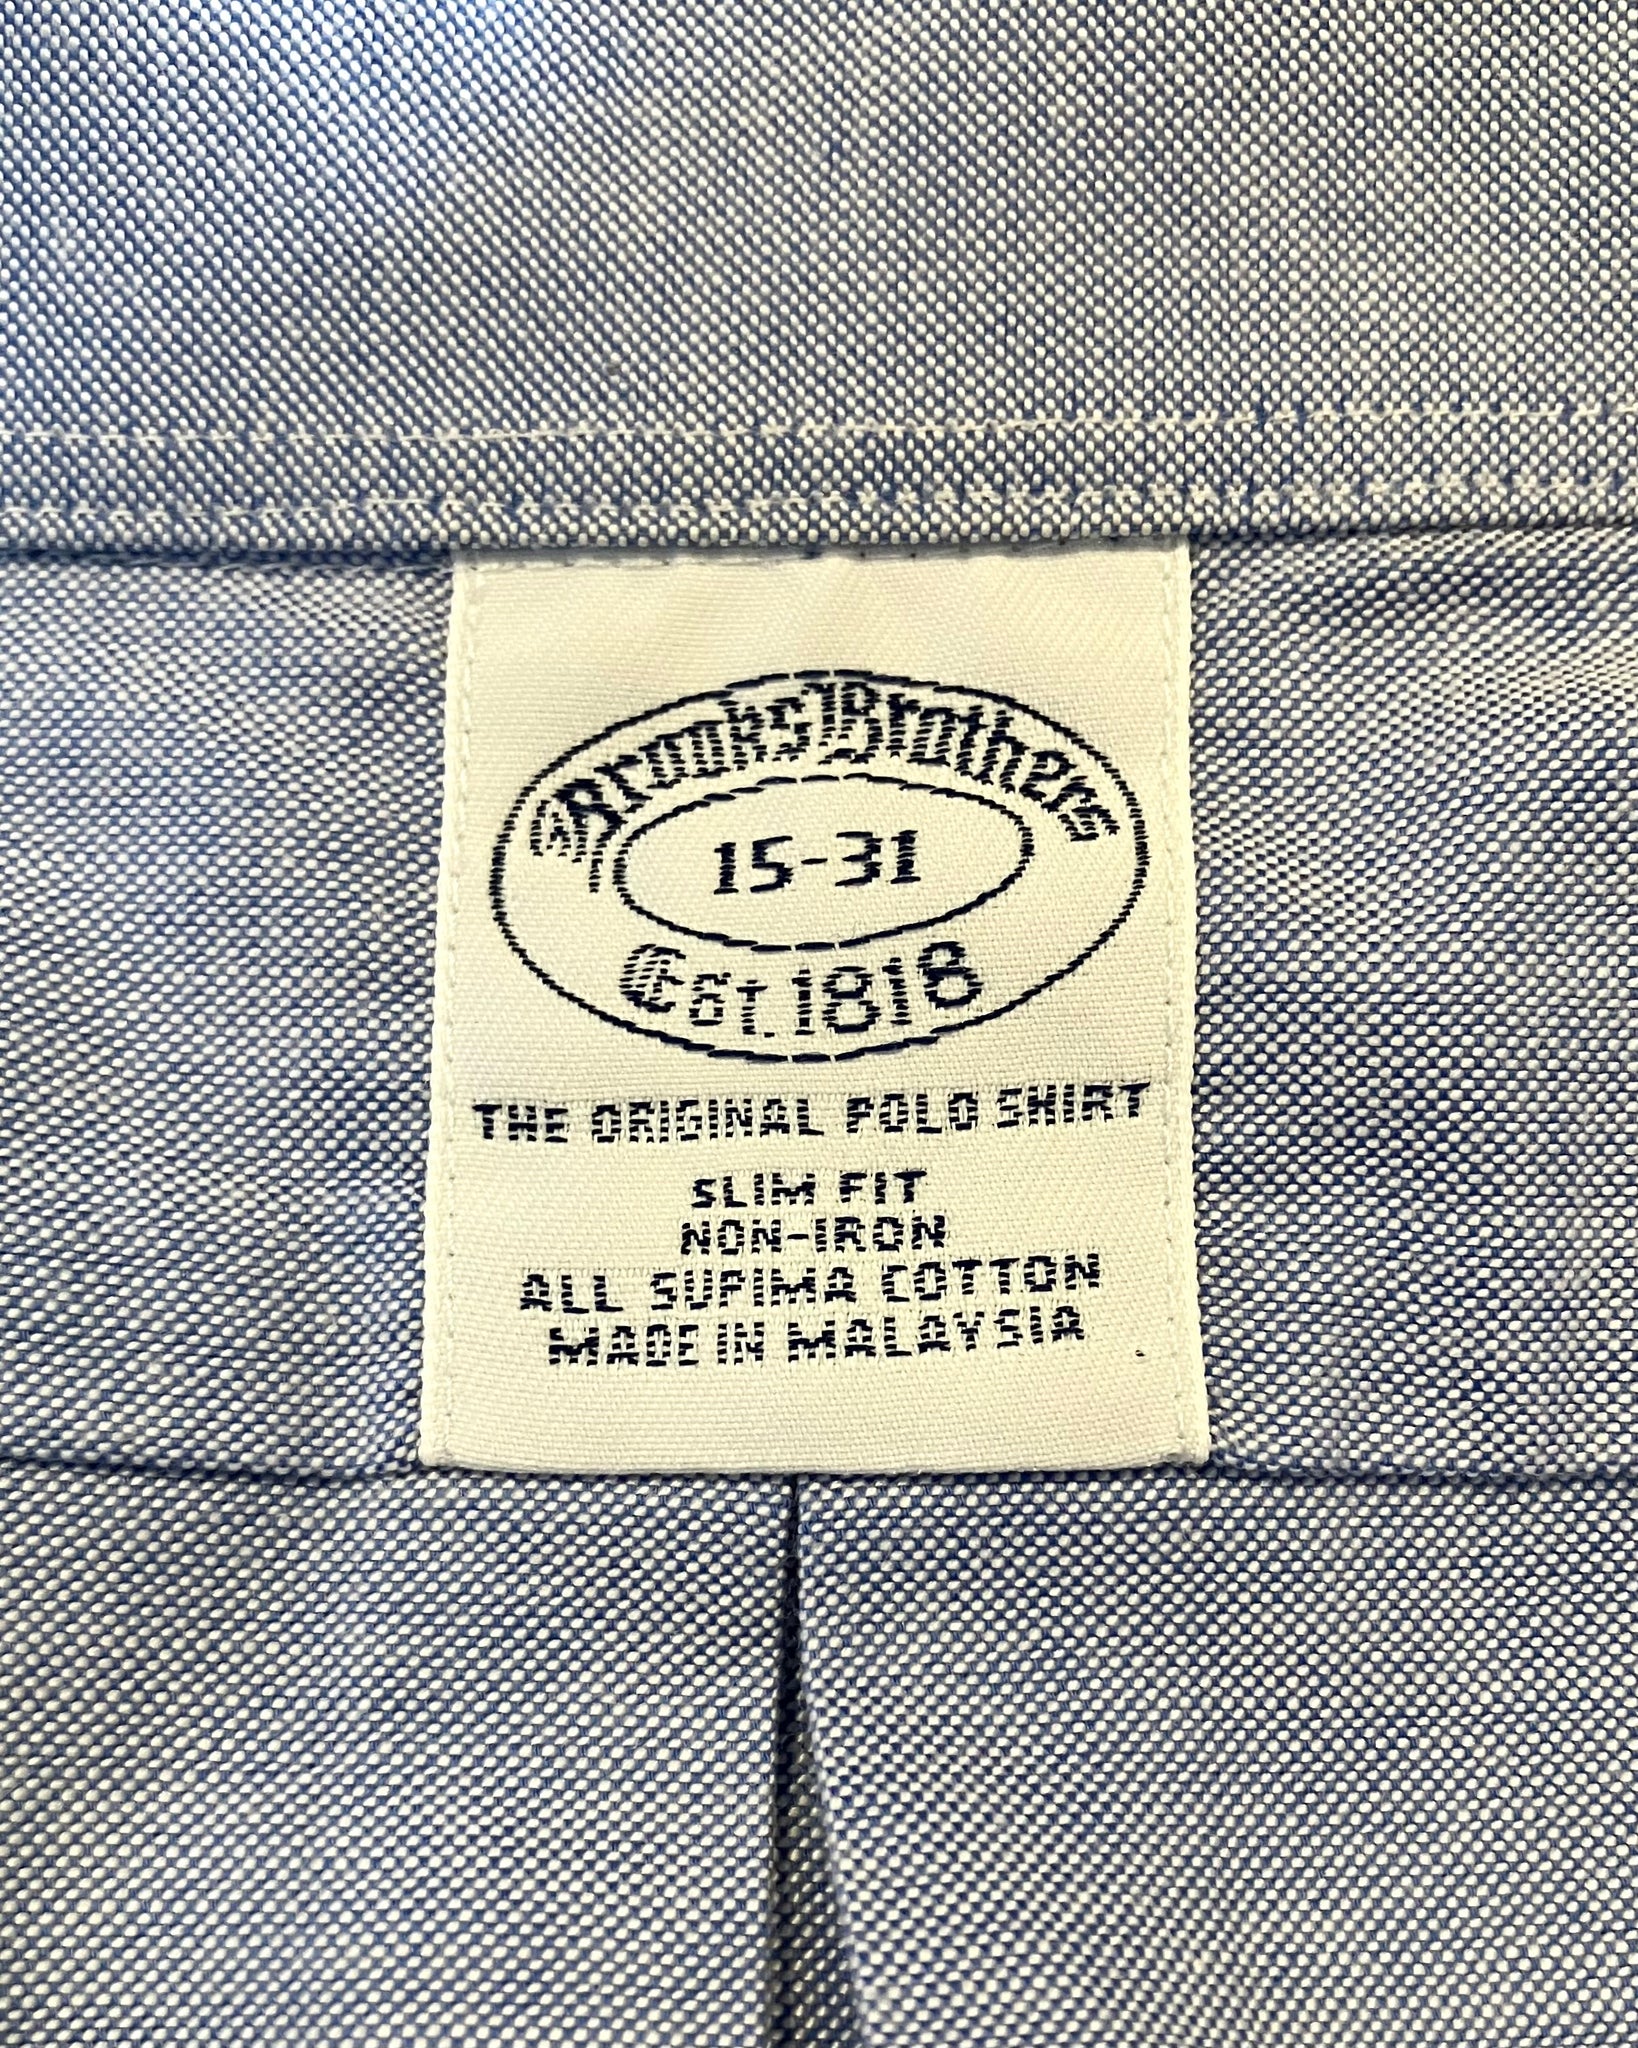 Brooks Brothers
15-31
Est. 1818
THE ORIGINAL POLO SHIRT
SLIM FIT
NON-IRON
ALL SUPIMA COTTON
MADE IN MALAYSIA